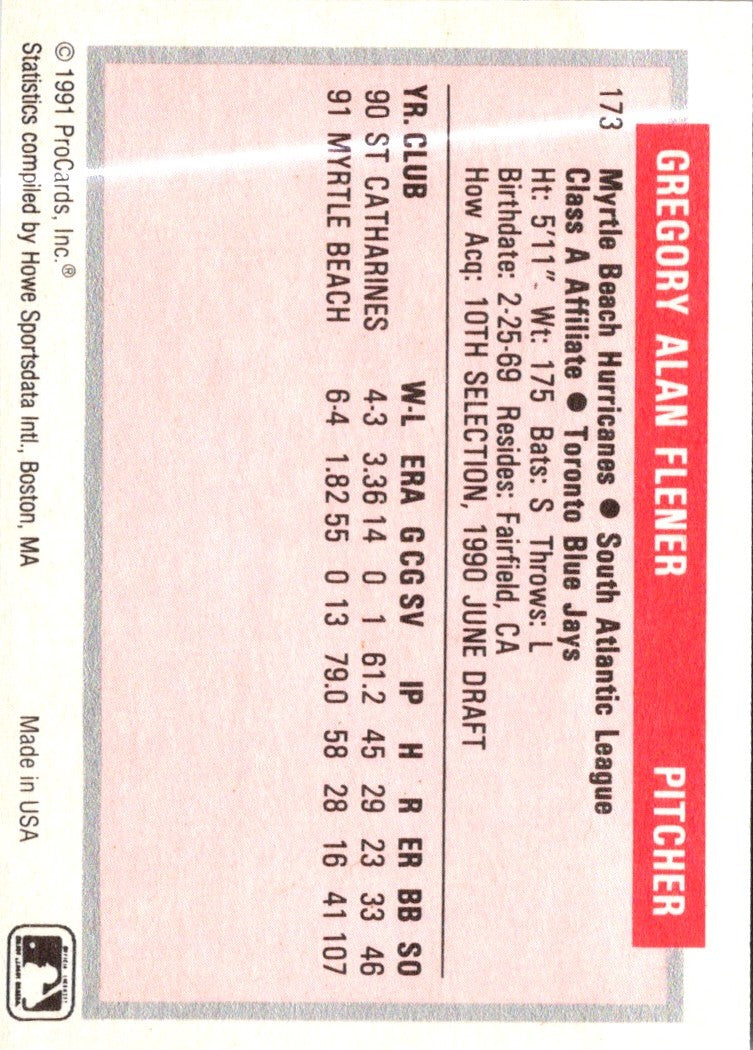 GREGORY ALAN FLENER PITCHER
173 Myrtle Beach Hurricanes ● South Atlantic League
Class A Affiliate ● Toronto Blue Jays
Ht: 5'11" Wt: 175 Bats: S Throws: L
Birthdate: 2-25-69 Resides: Fairfield, CA
How Acq: 10TH SELECTION, 1990 JUNE DRAFT
YR. CLUB W-L ERA G CG SV IP H R ER BB SO
90 ST CATHARINES 4-3 3.36 14 0 1 61.2 45 29 23 33 46
91 MYRTLE BEACH 6-4 1.82 55 0 13 79.0 58 28 16 41 107
© 1991 ProCards, Inc.®
Statistics compiled by Howe Sportsdata Intl., Boston, MA Made in USA